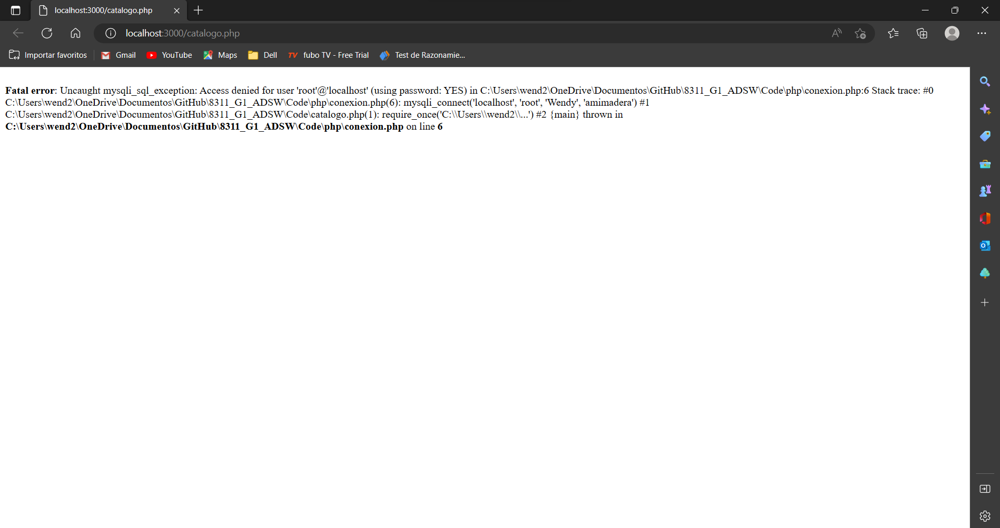 localhost:3000/catalogo.php
localhost:3000/catalogo.php
Importar favoritos Gmail YouTube Maps Dell TV fubo TV - Free Trial Test de Razonamie...
Fatal error: Uncaught mysqli_sql_exception: Access denied for user 'root'@'localhost' (using password: YES) in C:\Users\wend2\OneDrive\Documentos\GitHub\8311_G1_ADSW\Code\php\conexion.php:6 Stack trace: #0
C:\Users\wend2\OneDrive\Documentos\GitHub\8311_G1_ADSW\Code\php\conexion.php(6): mysqli_connect('localhost', 'root', 'Wendy', 'amimadera') #1
C:\Users\wend2\OneDrive\Documentos\GitHub\8311_G1_ADSW\Code\catalogo.php(1): require_once('C:\\Users\\wend2\\...') #2 {main} thrown in
C:\Users\wend2\OneDrive\Documentos\GitHub\8311_G1_ADSW\Code\php\conexion.php on line 6